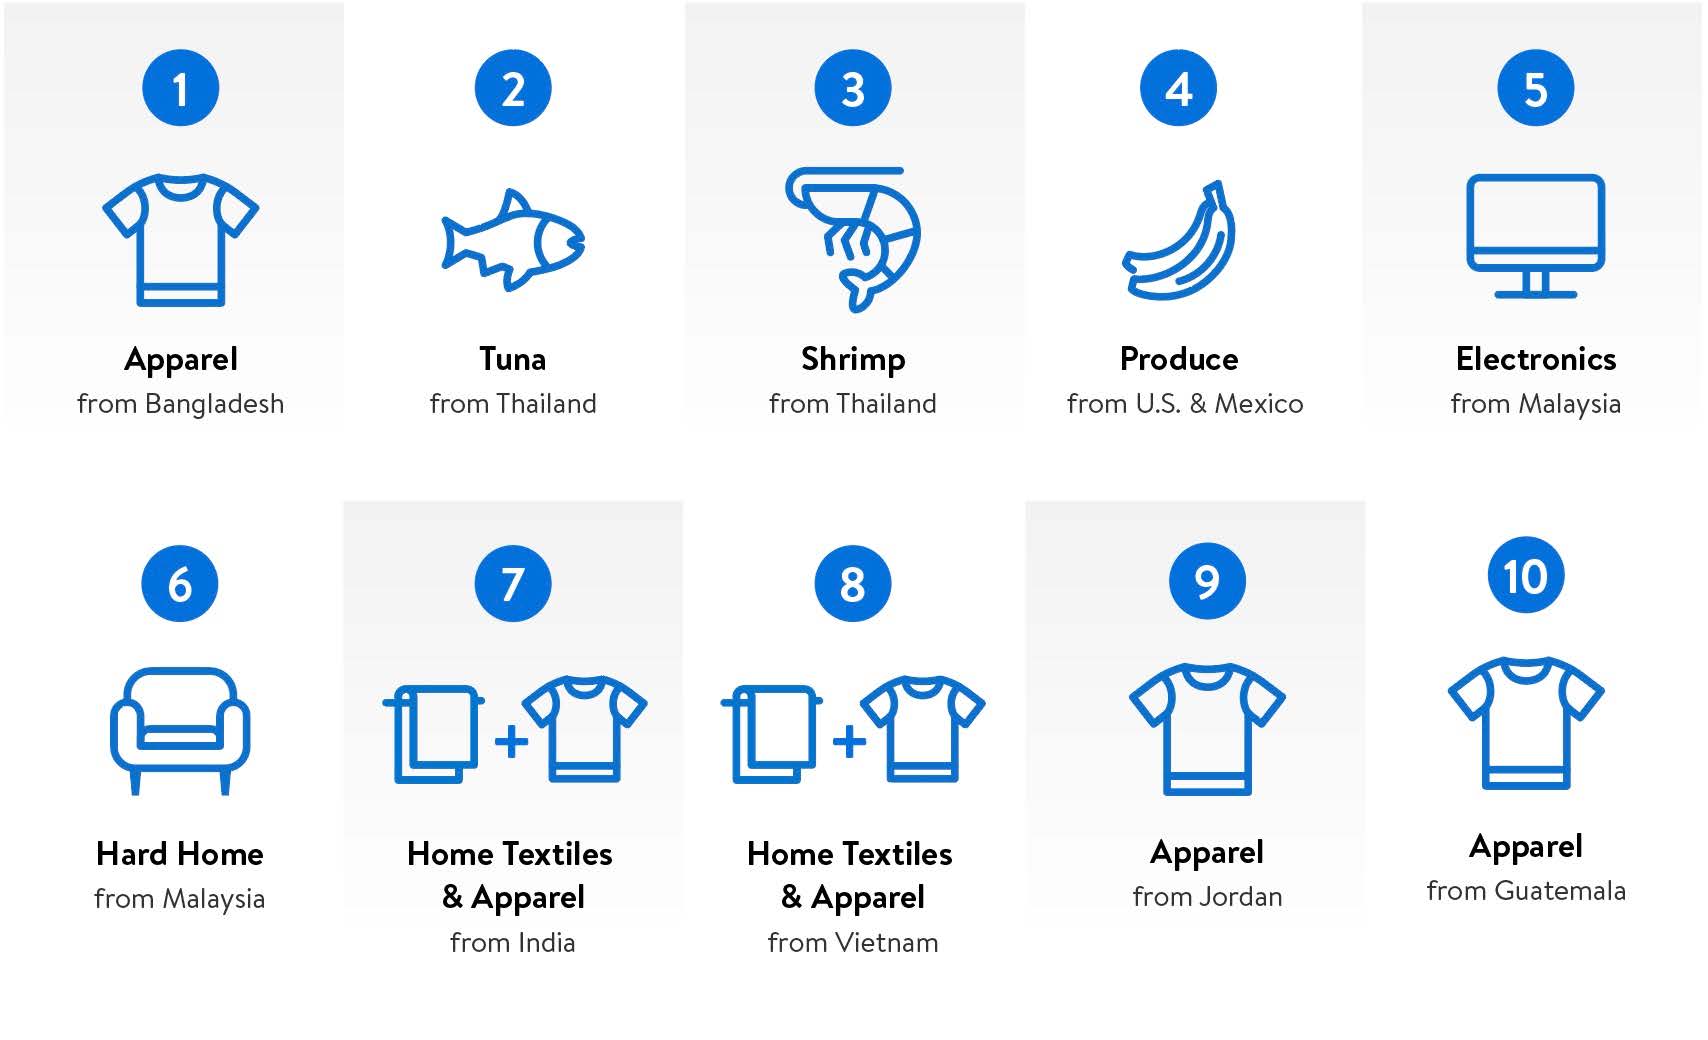 1
Apparel
from Bangladesh
2
Tuna
from Thailand
3
Shrimp
from Thailand
4
Produce
from U.S. & Mexico
5
Electronics
from Malaysia
6
Hard Home
from Malaysia
7
Home Textiles
& Apparel
from India
8
Home Textiles
& Apparel
from Vietnam
9
Apparel
from Jordan
10
Apparel
from Guatemala